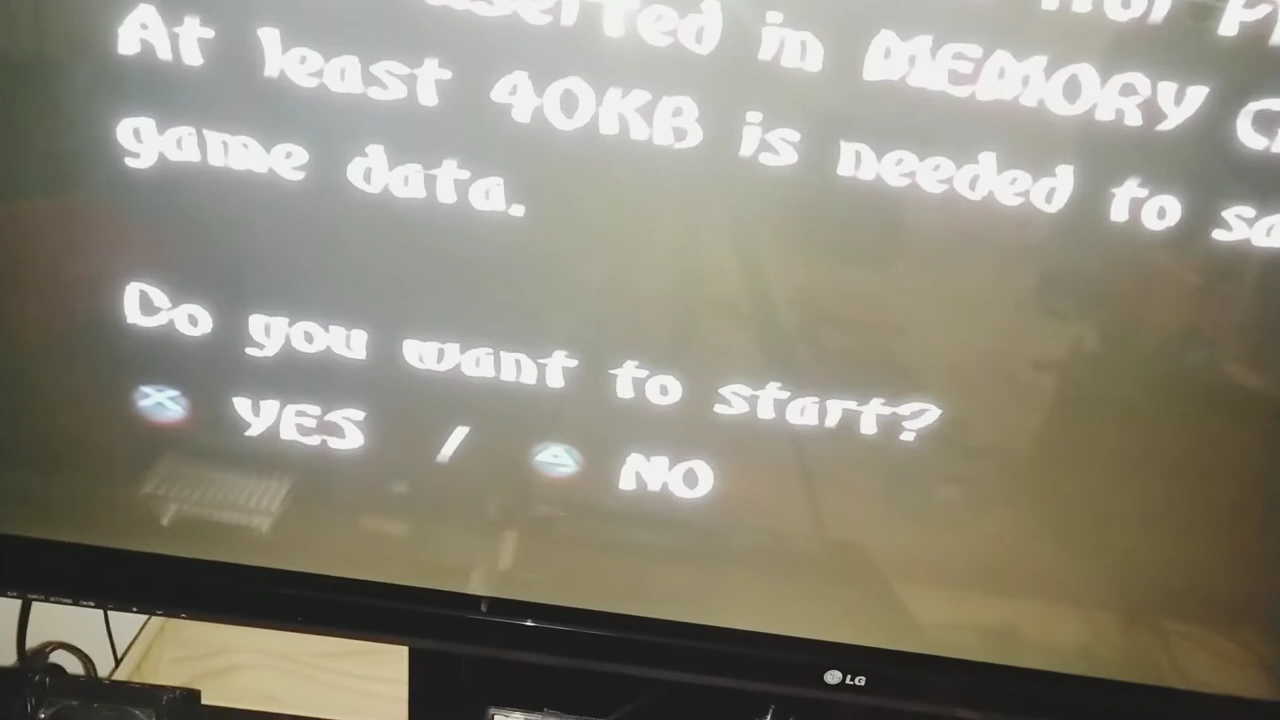 inserted in MEMORY
At least 40KB is needed to
game data.
Do you want to start?
YES / NO
LG